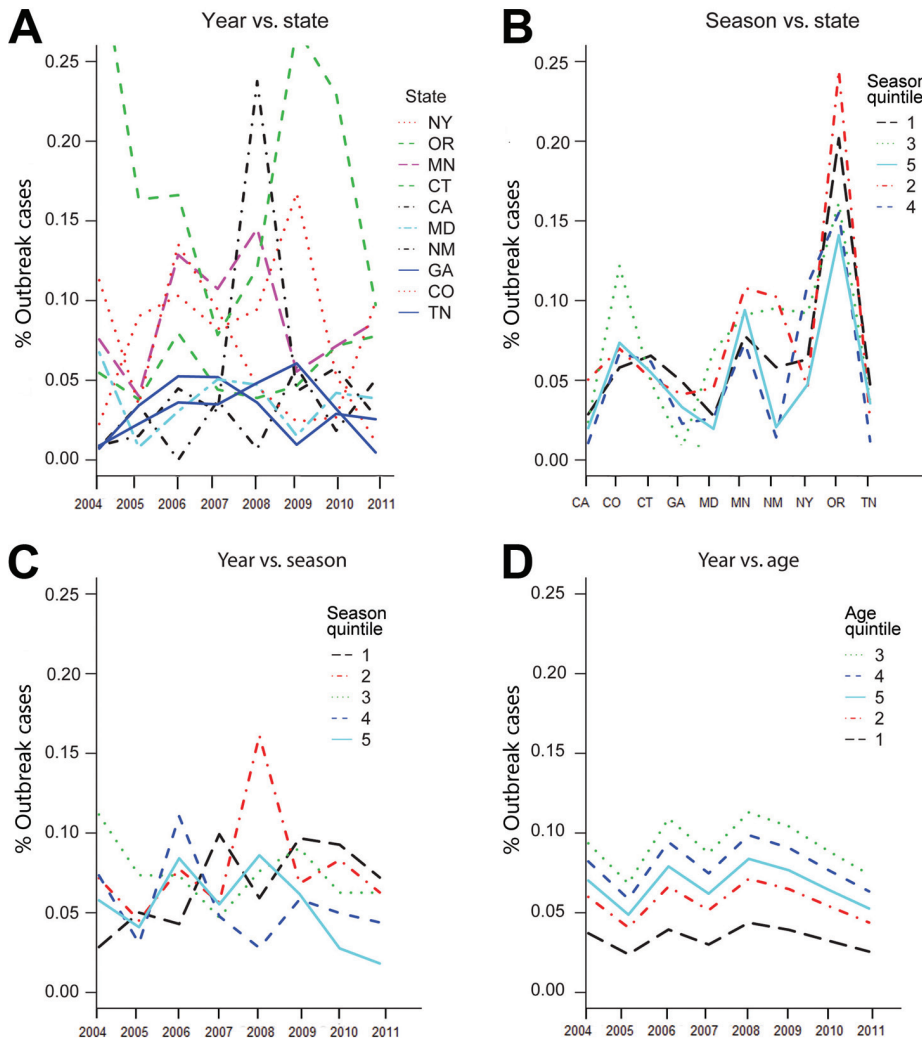 A
Year vs. state
% Outbreak cases
0.25
0.20
0.15
0.10
0.05
0.00
2004 2005 2006 2007 2008 2009 2010 2011
State
NY
OR
MN
CT
CA
MD
NM
GA
CO
TN
B
Season vs. state
% Outbreak cases
0.25
0.20
0.15
0.10
0.05
0.00
CA CO CT GA MD MN NM NY OR TN
Season
quintile
1
3
5
2
4
C
Year vs. season
% Outbreak cases
0.25
0.20
0.15
0.10
0.05
0.00
2004 2005 2006 2007 2008 2009 2010 2011
Season
quintile
1
2
3
4
5
D
Year vs. age
% Outbreak cases
0.25
0.20
0.15
0.10
0.05
0.00
2004 2005 2006 2007 2008 2009 2010 2011
Age
quintile
3
4
5
2
1